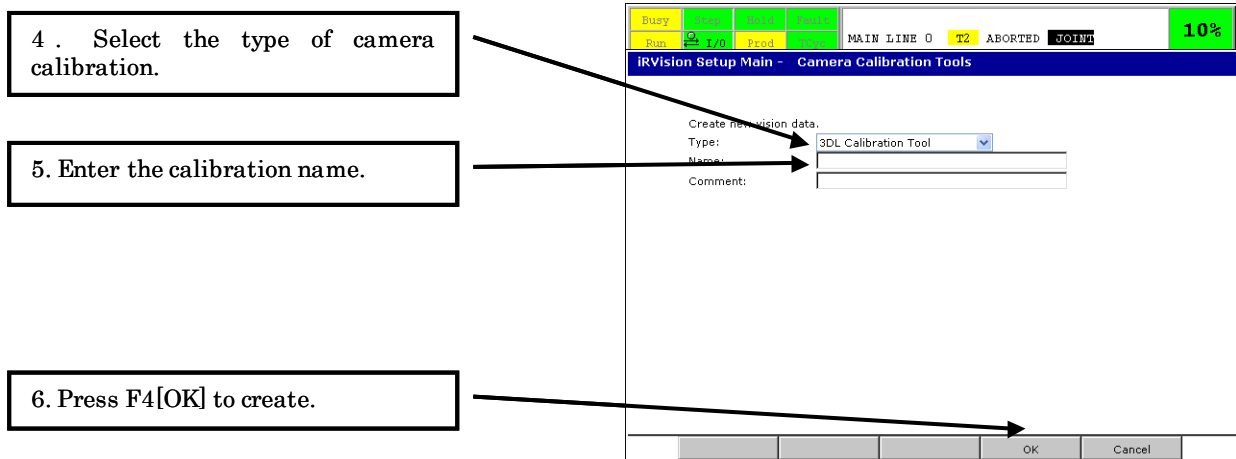 4 . Select the type of camera
calibration.
5. Enter the calibration name.
6. Press F4[OK] to create.
Busy Step Hold Fault
Run I/O Prod TCyc
MAIN LINE 0 T2 ABORTED JOINT
10%
iRVision Setup Main - Camera Calibration Tools
Create new vision data.
Type: 3DL Calibration Tool
Name:
Comment:
OK Cancel